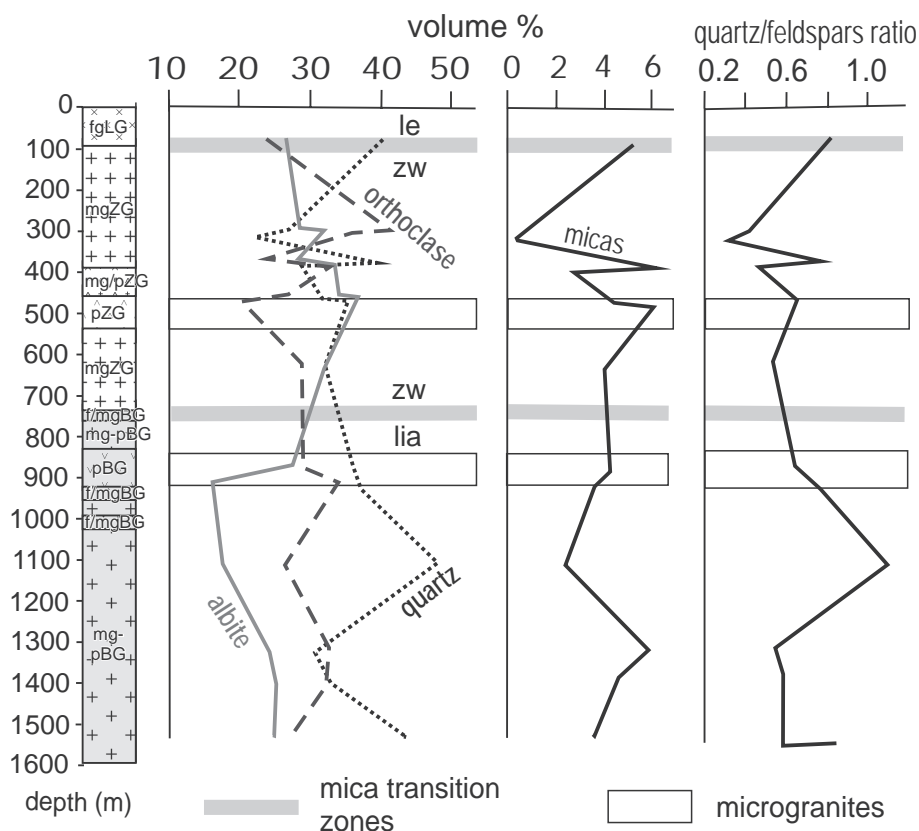 volume %
quartz/feldspars ratio
10 20 30 40 50
0 2 4 6
0.2 0.6 1.0
0
100
200
300
400
500
600
700
800
900
1000
1100
1200
1300
1400
1500
1600
depth (m)
fgLG
mgZG
mg/pZG
pZG
mgZG
f/mgBG
mg-pBG
pBG
f/mgBG
f/mgBG
mg-
pBG
le
zw
orthoclase
zw
lia
albite
quartz
micas
mica transition
zones
microgranites